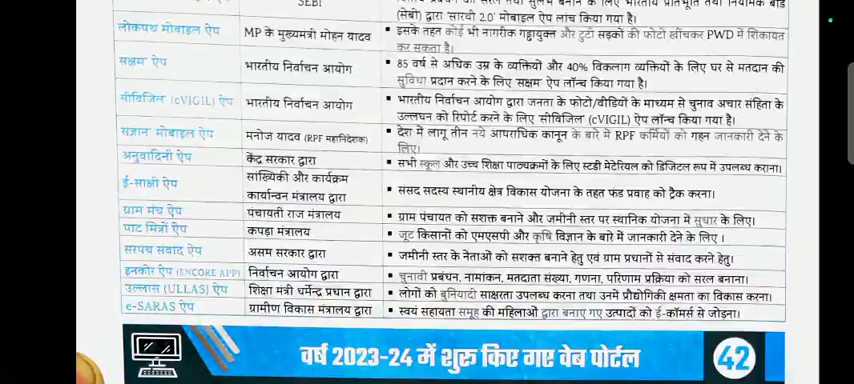 SEBI
(सेबी) द्वारा 'सारथी 2.0' मोबाइल ऐप लांच किया गया है।
लोकपथ मोबाइल ऐप MP के मुख्यमंत्री मोहन यादव ▪ इसके तहत कोई भी नागरीक गड्ढायुक्त और टुटी सड़को की फोटो खींचकर PWD में शिकायत
कर सकता है।
सक्षम ऐप भारतीय निर्वाचन आयोग ▪ 85 वर्ष से अधिक उम्र के व्यक्तियों और 40% विकलांग व्यक्तियों के लिए घर से मतदान की
सुविधा प्रदान करने के लिए 'सक्षम' ऐप लॉन्च किया गया है।
सीविजिल (cVIGIL) ऐप भारतीय निर्वाचन आयोग ▪ भारतीय निर्वाचन आयोग द्वारा जनता के फोटो/वीडियो के माध्यम से चुनाव अचार संहिता के
उल्लघन को रिपोर्ट करने के लिए 'सीविजिल' (cVIGIL) ऐप लॉन्च किया गया है।
संज्ञान मोबाइल ऐप मनोज यादव (RPF महानिदेशक) ▪ देश में लागू तीन नये आपराधिक कानून के बारे में RPF कर्मियों को गहन जानकारी देने के
लिए।
अनुवादिनी ऐप केंद्र सरकार द्वारा ▪ सभी स्कूल और उच्च शिक्षा पाठ्यक्रमों के लिए स्टडी मेटेरियल को डिजिटल रूप में उपलब्ध कराना।
ई-साक्षी ऐप सांख्यिकी और कार्यक्रम
कार्यान्वन मंत्रालय द्वारा ▪ संसद सदस्य स्थानीय क्षेत्र विकास योजना के तहत फंड प्रवाह को ट्रैक करना।
ग्राम मंच ऐप पंचायती राज मंत्रालय ▪ ग्राम पंचायत को सशक्त बनाने और जमीनी स्तर पर स्थानिक योजना में सुधार के लिए।
पाट मित्रो ऐप कपड़ा मंत्रालय ▪ जूट किसानों को एमएसपी और कृषि विज्ञान के बारे में जानकारी देने के लिए ।
सरपंच संवाद ऐप असम सरकार द्वारा ▪ जमीनी स्तर के नेताओं को सशक्त बनाने हेतु एवं ग्राम प्रधानों से संवाद करने हेतु।
इनकोर ऐप (ENCORE APP) निर्वाचन आयोग द्वारा ▪ चुनावी प्रबंधन, नामांकन, मतदाता संख्या, गणना, परिणाम प्रक्रिया को सरल बनाना।
उल्लास (ULLAS) ऐप शिक्षा मंत्री धर्मेन्द्र प्रधान द्वारा ▪ लोगों को बुनियादी साक्षरता उपलब्ध करना तथा उनमें प्रौद्योगिकी क्षमता का विकास करना।
e-SARAS ऐप ग्रामीण विकास मंत्रालय द्वारा ▪ स्वयं सहायता समूह की महिलाओं द्वारा बनाए गए उत्पादों को ई-कॉमर्स से जोड़ना।
वर्ष 2023-24 में शुरू किए गए वेब पोर्टल 42